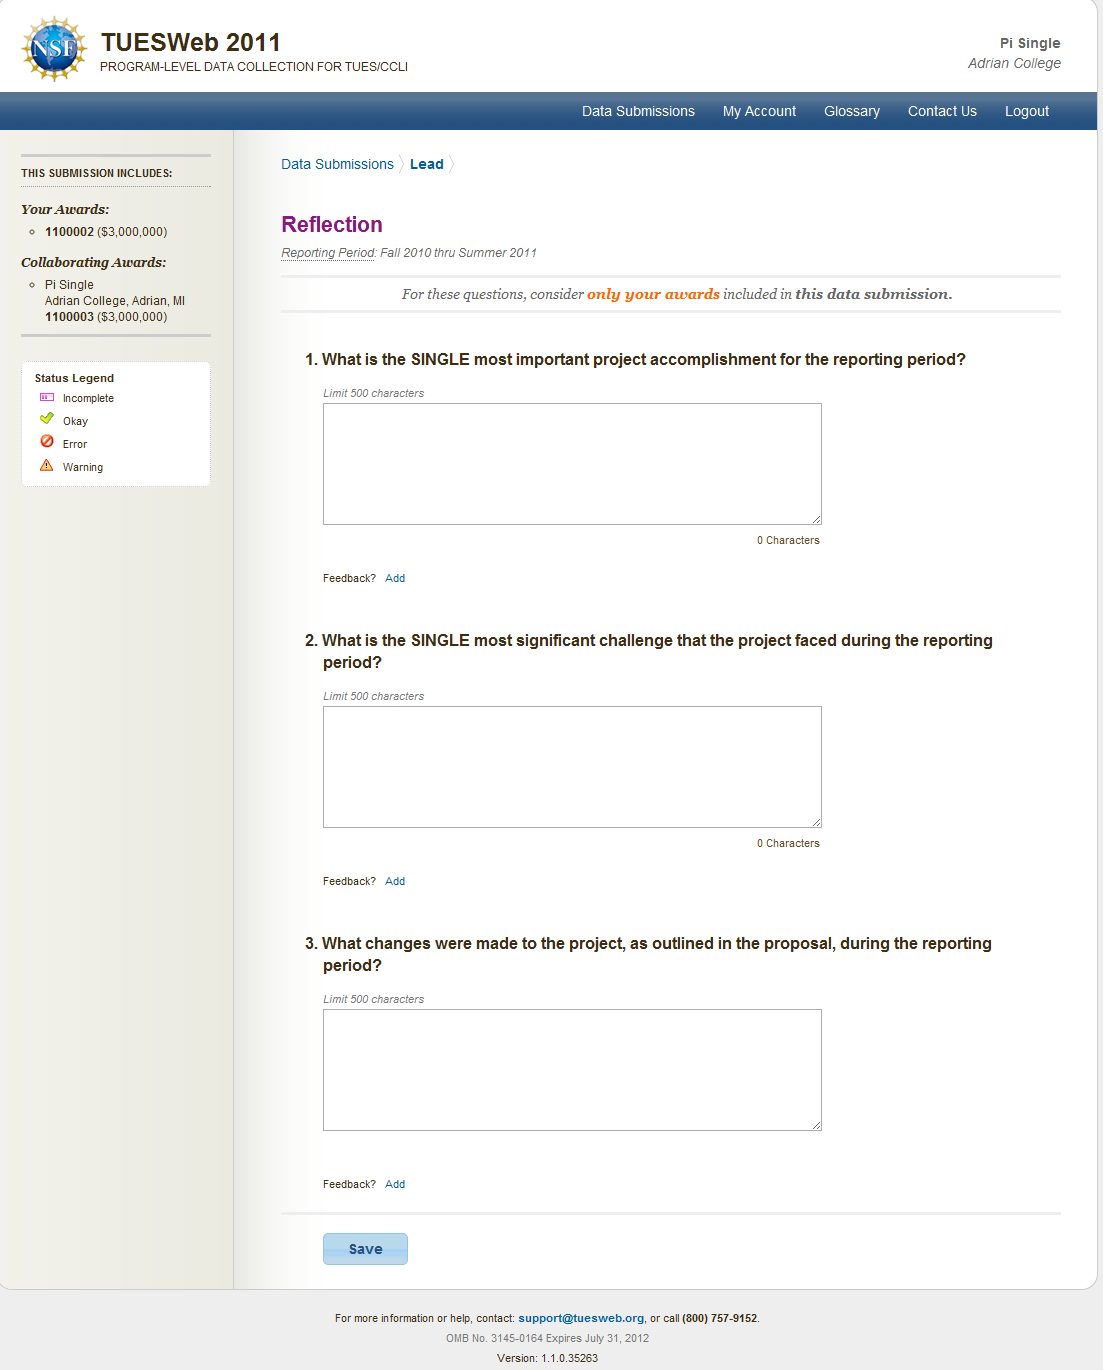 NSF
TUESWeb 2011
PROGRAM-LEVEL DATA COLLECTION FOR TUES/CCLI
Pi Single
Adrian College
Data Submissions My Account Glossary Contact Us Logout
THIS SUBMISSION INCLUDES:
Your Awards:
1100002 ($3,000,000)
Collaborating Awards:
Pi Single
Adrian College, Adrian, MI
1100003 ($3,000,000)
Status Legend
Incomplete
Okay
Error
Warning
Data Submissions Lead
Reflection
Reporting Period: Fall 2010 thru Summer 2011
For these questions, consider only your awards included in this data submission.
1. What is the SINGLE most important project accomplishment for the reporting period?
Limit 500 characters
0 Characters
Feedback? Add
2. What is the SINGLE most significant challenge that the project faced during the reporting
period?
Limit 500 characters
0 Characters
Feedback? Add
3. What changes were made to the project, as outlined in the proposal, during the reporting
period?
Limit 500 characters
Feedback? Add
Save
For more information or help, contact: support@tuesweb.org, or call (800) 757-9152.
OMB No. 3145-0164 Expires July 31, 2012
Version: 1.1.0.35263